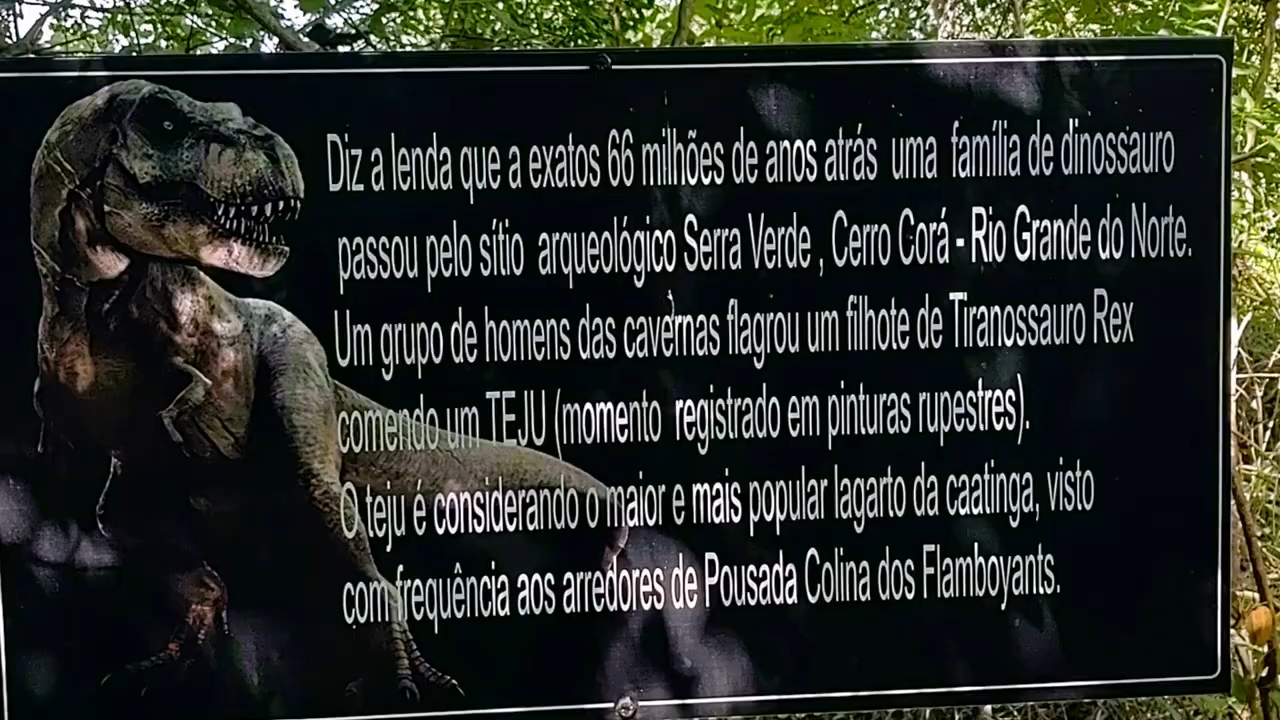 Diz a lenda que a exatos 66 milhões de anos atrás uma família de dinossauro
passou pelo sítio arqueológico Serra Verde , Cerro Corá - Rio Grande do Norte.
Um grupo de homens das cavernas flagrou um filhote de Tiranossauro Rex
comendo um TEJU (momento registrado em pinturas rupestres).
O teju é considerando o maior e mais popular lagarto da caatinga, visto
com frequência aos arredores de Pousada Colina dos Flamboyants.